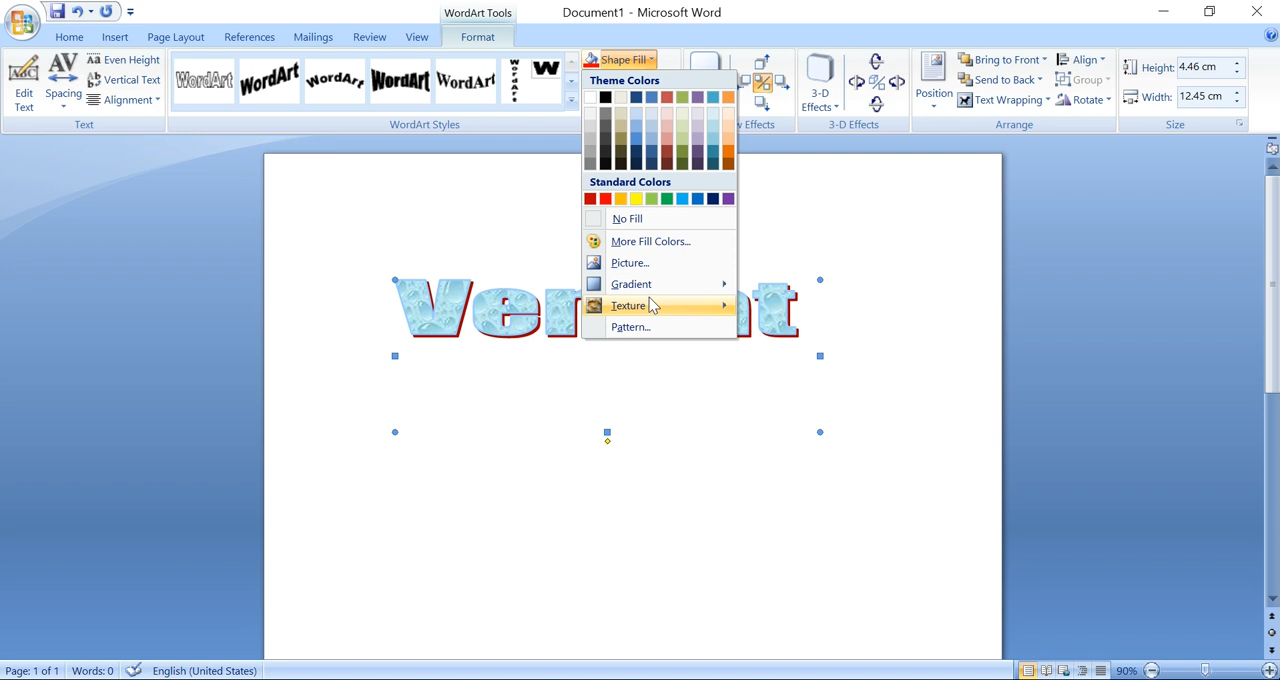 WordArt Tools
Document1 - Microsoft Word
Home Insert Page Layout References Mailings Review View Format
Edit Text
Spacing
Even Height
Vertical Text
Alignment
Text
WordArt WordArt WordArt WordArt WordArt WordArt W
WordArt Styles
Shape Fill
3-D Effects
3-D Effects
Position
Bring to Front
Send to Back
Text Wrapping
Align
Group
Rotate
Arrange
Height: 4.46 cm
Width: 12.45 cm
Size
Effects
Theme Colors
Standard Colors
No Fill
More Fill Colors...
Picture...
Gradient
Texture
Pattern...
Page: 1 of 1 Words: 0 English (United States)
90%